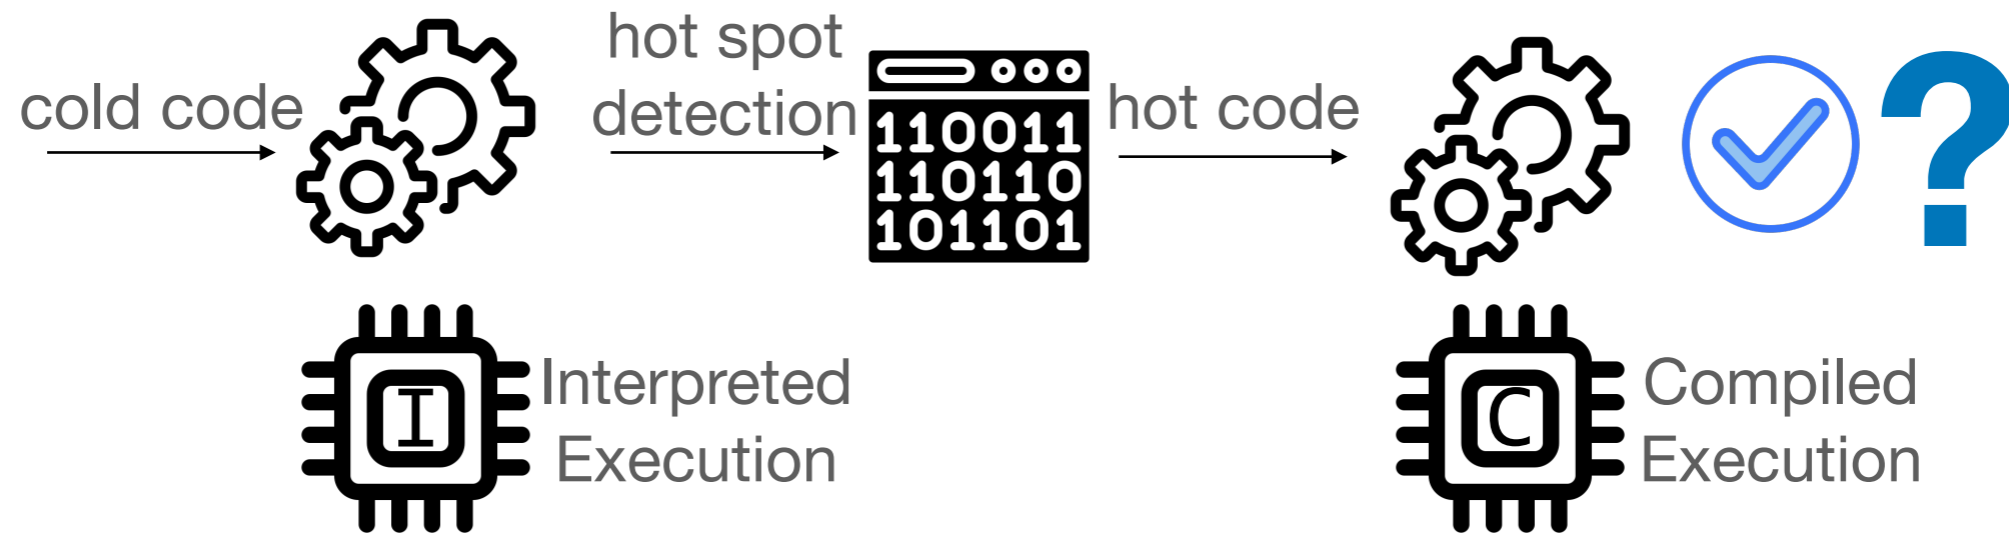 cold code
hot spot
detection
110011
110110
101101
hot code
?
I
Interpreted
Execution
C
Compiled
Execution